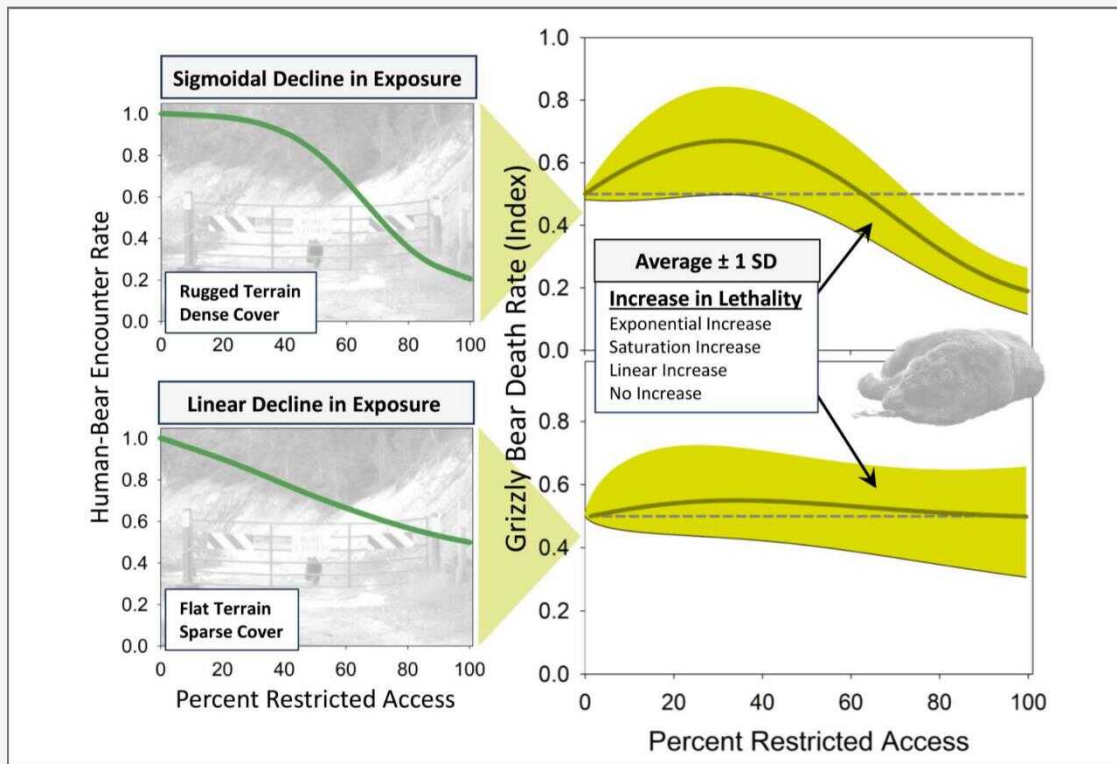 Sigmoidal Decline in Exposure
Human-Bear Encounter Rate
1.0
0.8
0.6
0.4
0.2
0.0
Rugged Terrain
Dense Cover
0 20 40 60 80 100
Linear Decline in Exposure
1.0
0.8
0.6
0.4
0.2
0.0
Flat Terrain
Sparse Cover
0 20 40 60 80 100
Percent Restricted Access
Grizzly Bear Death Rate (Index)
1.0
0.8
0.6
0.4
0.2
0.0
Average ± 1 SD
Increase in Lethality
Exponential Increase
Saturation Increase
Linear Increase
No Increase
0.8
0.6
0.4
0.2
0.0
0 20 40 60 80 100
Percent Restricted Access